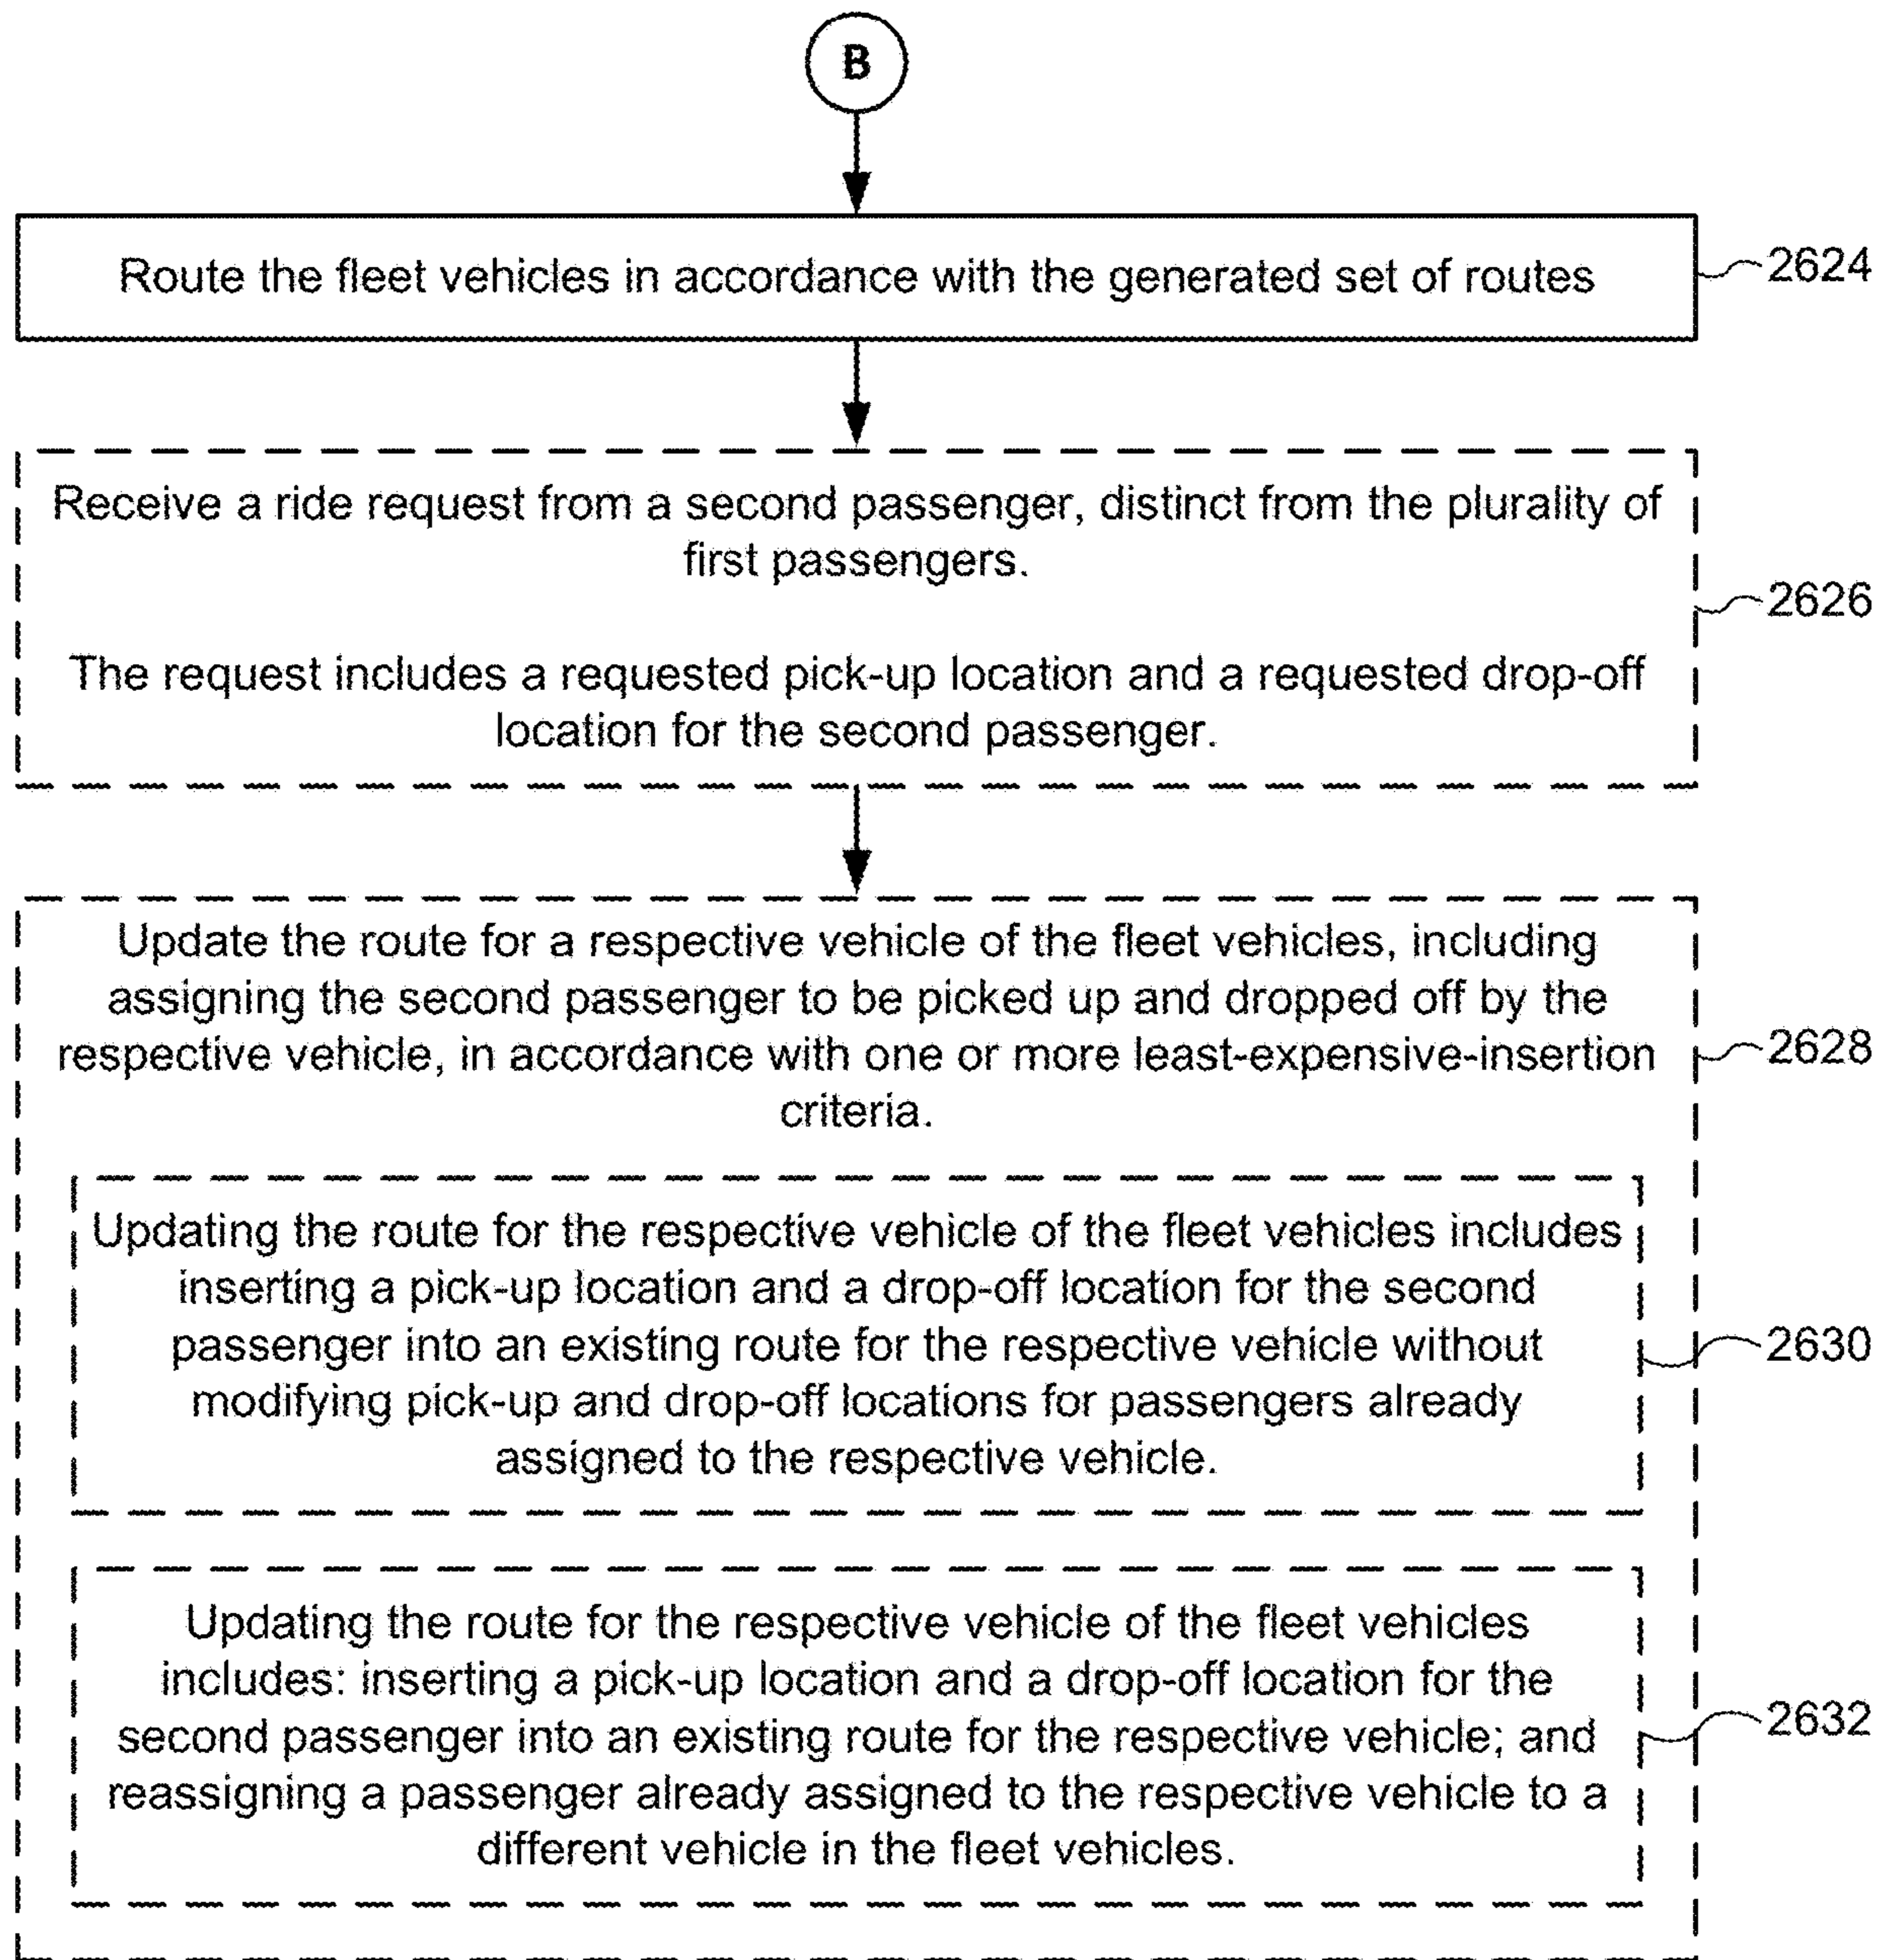 B
Route the fleet vehicles in accordance with the generated set of routes
2624
Receive a ride request from a second passenger, distinct from the plurality of
first passengers.
2626
The request includes a requested pick-up location and a requested drop-off
location for the second passenger.
Update the route for a respective vehicle of the fleet vehicles, including
assigning the second passenger to be picked up and dropped off by the
respective vehicle, in accordance with one or more least-expensive-insertion
criteria.
2628
Updating the route for the respective vehicle of the fleet vehicles includes
inserting a pick-up location and a drop-off location for the second
passenger into an existing route for the respective vehicle without
modifying pick-up and drop-off locations for passengers already
assigned to the respective vehicle.
2630
Updating the route for the respective vehicle of the fleet vehicles
includes: inserting a pick-up location and a drop-off location for the
second passenger into an existing route for the respective vehicle; and
reassigning a passenger already assigned to the respective vehicle to a
different vehicle in the fleet vehicles.
2632